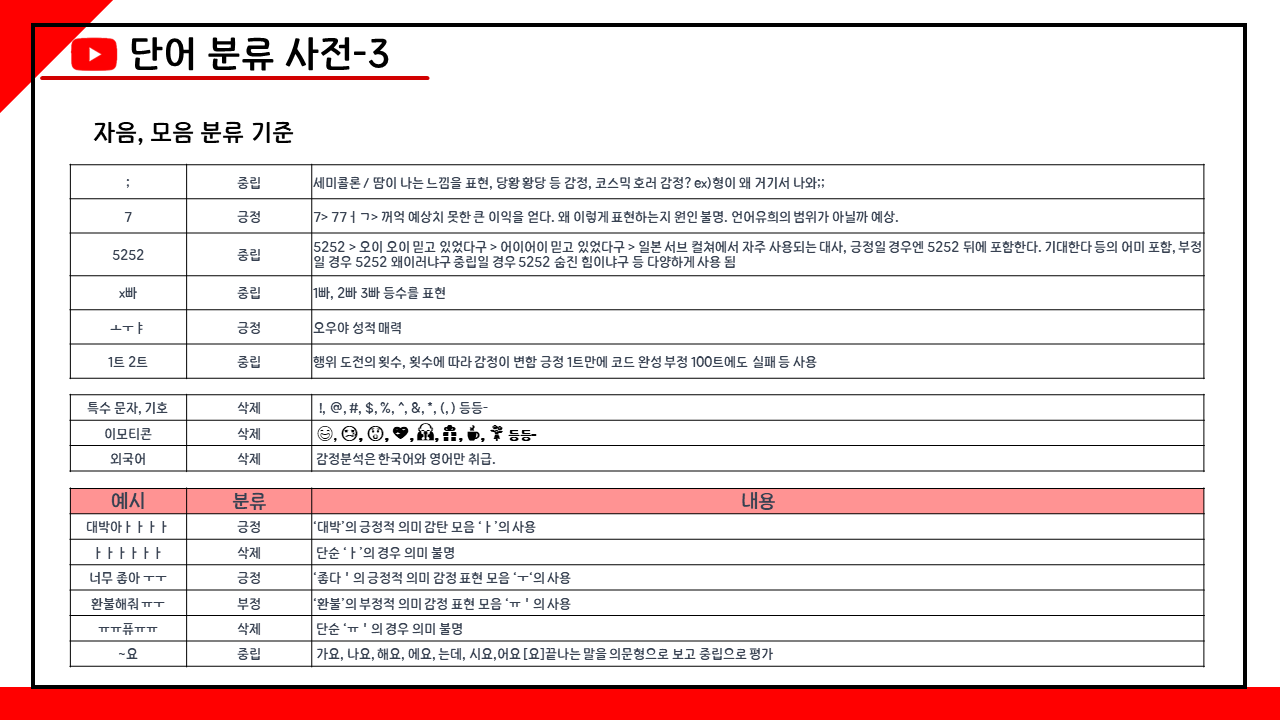 단어 분류 사전-3
자음, 모음 분류 기준
; 중립 세미콜론 / 땀이 나는 느낌을 표현, 당황 황당 등 감정, 코스믹 호러 감정? ex)형이 왜 거기서 나와;;
7 긍정 7> 77ㅓㄱ> 꺼억 예상치 못한 큰 이익을 얻다. 왜 이렇게 표현하는지 원인 불명. 언어유희의 범위가 아닐까 예상.
5252 중립 5252 > 오이 오이 믿고 있었다구 > 어이어이 믿고 있었다구 > 일본 서브 컬쳐에서 자주 사용되는 대사, 긍정일 경우엔 5252 뒤에 포함한다. 기대한다 등의 어미 포함, 부정
일 경우 5252 왜이러냐구 중립일 경우 5252 숨진 힘이냐구 등 다양하게 사용 됨
x빠 중립 1빠, 2빠 3빠 등수를 표현
ㅗㅜㅑ 긍정 오우야 성적 매력
1트 2트 중립 행위 도전의 횟수, 횟수에 따라 감정이 변함 긍정 1트만에 코드 완성 부정 100트에도 실패 등 사용
특수 문자, 기호 삭제 !, @, #, $, %, ^, &, *, (, ) 등등-
이모티콘 삭제 😊, 😥, 😲, 💖, 👪, 🎁, ☕, 🌹 등등-
외국어 삭제 감정분석은 한국어와 영어만 취급.
예시 분류 내용
대박아ㅏㅏㅏㅏ 긍정 ‘대박’의 긍정적 의미 감탄 모음 ‘ㅏ’의 사용
ㅏㅏㅏㅏㅏㅏ 삭제 단순 ‘ㅏ’의 경우 의미 불명
너무 좋아 ㅜㅜ 긍정 ‘좋다＇의 긍정적 의미 감정 표현 모음 ‘ㅜ‘의 사용
환불해줘 ㅠㅜ 부정 ‘환불’의 부정적 의미 감정 표현 모음 ‘ㅠ＇의 사용
ㅠㅠ퓨ㅠㅠ 삭제 단순 ‘ㅠ＇의 경우 의미 불명
~요 중립 가요, 나요, 해요, 에요, 는데, 시요,어요 [요]끝나는 말을 의문형으로 보고 중립으로 평가